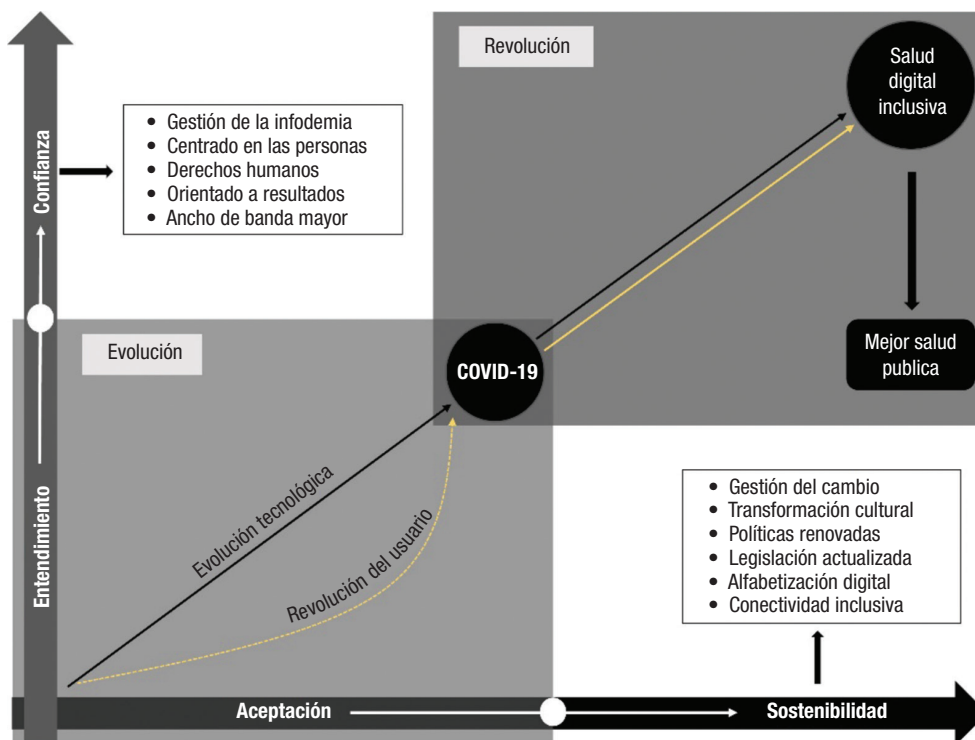 Revolución
Salud
digital
inclusiva
• Gestión de la infodemia
• Centrado en las personas
• Derechos humanos
• Orientado a resultados
• Ancho de banda mayor
Confianza
Evolución
COVID-19
Mejor salud
publica
Evolución tecnológica
Revolución del usuario
Entendimiento
• Gestión del cambio
• Transformación cultural
• Políticas renovadas
• Legislación actualizada
• Alfabetización digital
• Conectividad inclusiva
Aceptación
Sostenibilidad